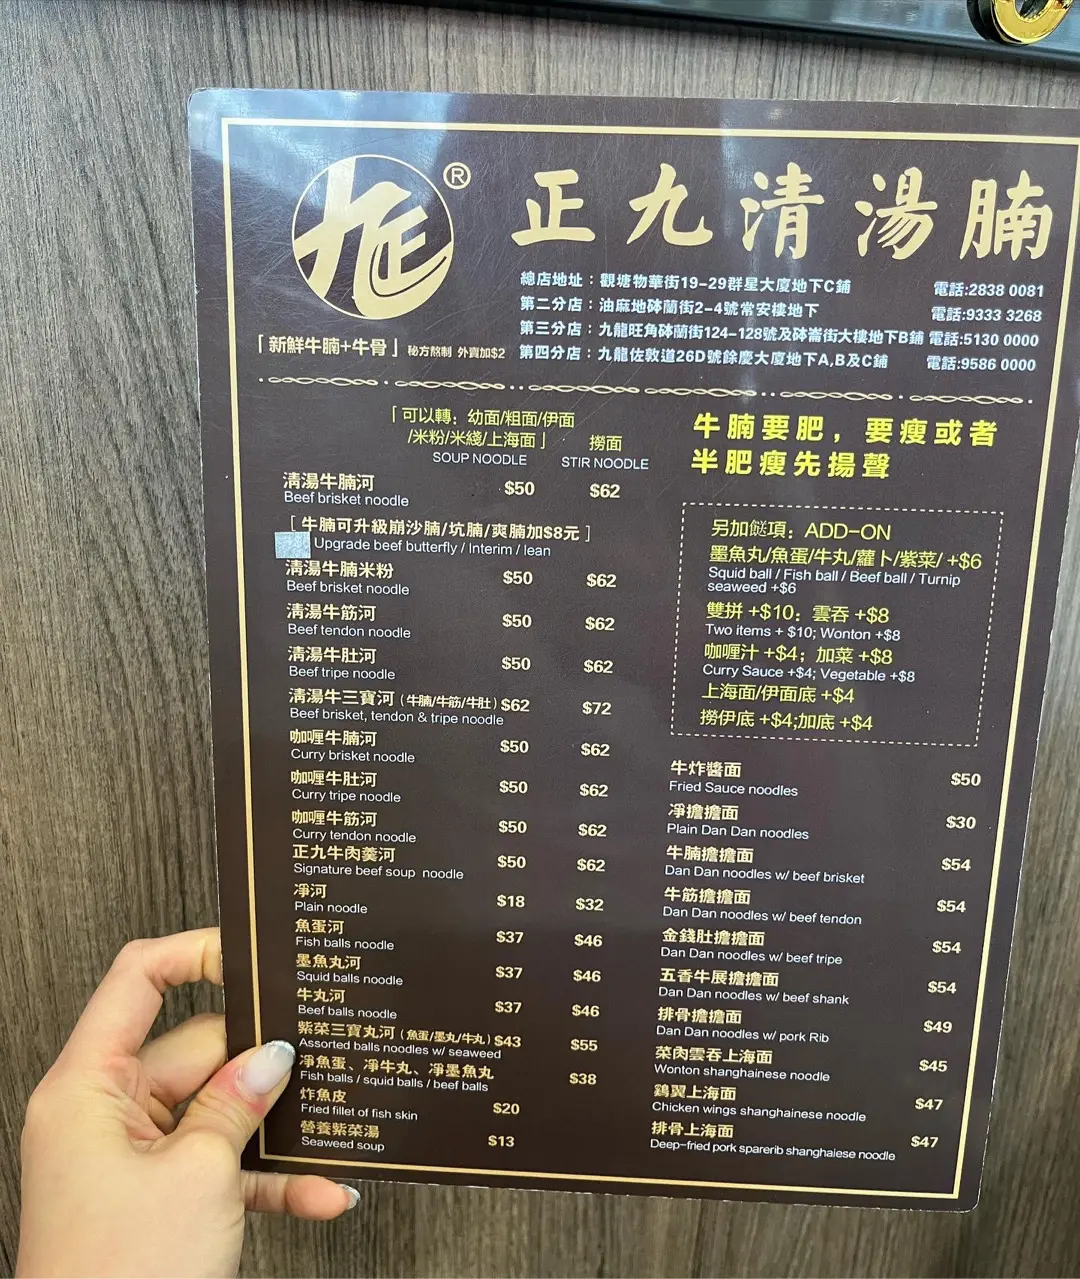 正九清湯腩
九正®
總店地址：觀塘物華街19-29群星大廈地下C鋪 電話:2838 0081
第二分店：油麻地砵蘭街2-4號常安樓地下 電話:9333 3268
第三分店：九龍旺角砵蘭街124-128號及砵崙街大樓地下B鋪 電話:5130 0000
第四分店：九龍佐敦道26D號餘慶大廈地下A,B及C鋪 電話:9586 0000
「新鮮牛腩+牛骨」秘方熬制 外賣加$2
「可以轉：幼面/粗面/伊面
/米粉/米綫/上海面」 撈面
SOUP NOODLE STIR NOODLE
清湯牛腩河 $50 $62
Beef brisket noodle
[ 牛腩可升級崩沙腩/坑腩/爽腩加$8元 ]
Upgrade beef butterfly / Interim / lean
清湯牛腩米粉 $50 $62
Beef brisket noodle
清湯牛筋河 $50 $62
Beef tendon noodle
清湯牛肚河 $50 $62
Beef tripe noodle
清湯牛三寶河（牛腩/牛筋/牛肚）$62 $72
Beef brisket, tendon & tripe noodle
咖喱牛腩河 $50 $62
Curry brisket noodle
咖喱牛肚河 $50 $62
Curry tripe noodle
咖喱牛筋河 $50 $62
Curry tendon noodle
正九牛肉羹河 $50 $62
Signature beef soup noodle
凈河 $18 $32
Plain noodle
魚蛋河 $37 $46
Fish balls noodle
墨魚丸河 $37 $46
Squid balls noodle
牛丸河 $37 $46
Beef balls noodle
紫菜三寶丸河（魚蛋/墨丸/牛丸）$43 $55
Assorted balls noodles w/ seaweed
凈魚蛋、凈牛丸、凈墨魚丸 $38
Fish balls / squid balls / beef balls
炸魚皮 $20
Fried fillet of fish skin
營養紫菜湯 $13
Seaweed soup
牛腩要肥，要瘦或者
半肥瘦先揚聲
另加餸項：ADD-ON
墨魚丸/魚蛋/牛丸/蘿卜/紫菜/ +$6
Squid ball / Fish ball / Beef ball / Turnip
seaweed +$6
雙拼 +$10；雲吞 +$8
Two items + $10; Wonton +$8
咖喱汁 +$4；加菜 +$8
Curry Sauce +$4; Vegetable +$8
上海面/伊面底 +$4
撈伊底 +$4;加底 +$4
牛炸醬面 $50
Fried Sauce noodles
凈擔擔面 $30
Plain Dan Dan noodles
牛腩擔擔面 $54
Dan Dan noodles w/ beef brisket
牛筋擔擔面 $54
Dan Dan noodles w/ beef tendon
金錢肚擔擔面 $54
Dan Dan noodles w/ beef tripe
五香牛展擔擔面 $54
Dan Dan noodles w/ beef shank
排骨擔擔面 $49
Dan Dan noodles w/ pork Rib
菜肉雲吞上海面 $45
Wonton shanghainese noodle
鷄翼上海面 $47
Chicken wings shanghainese noodle
排骨上海面 $47
Deep-fried pork sparerib shanghaiese noodle